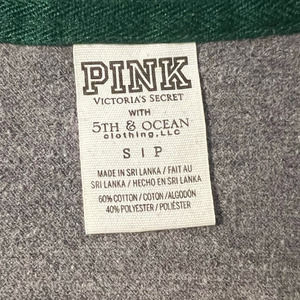 PINK
VICTORIA'S SECRET
WITH
5TH & OCEAN
clothing,LLC
S | P
MADE IN SRI LANKA / FAIT AU
SRI LANKA / HECHO EN SRI LANKA
60% COTTON / COTON / ALGODÓN
40% POLYESTER / POLIÉSTER